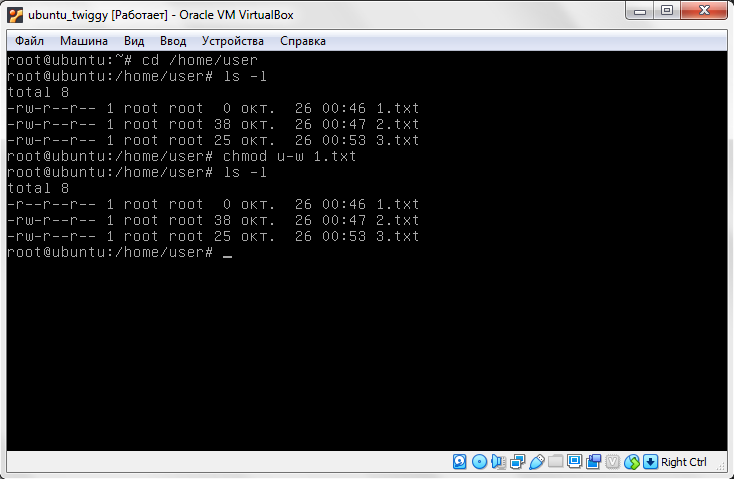 ubuntu_twiggy [Работает] - Oracle VM VirtualBox
Файл Машина Вид Ввод Устройства Справка
root@ubuntu:~# cd /home/user
root@ubuntu:/home/user# ls -l
total 8
-rw-r--r-- 1 root root  0 окт.  26 00:46 1.txt
-rw-r--r-- 1 root root 38 окт.  26 00:47 2.txt
-rw-r--r-- 1 root root 25 окт.  26 00:53 3.txt
root@ubuntu:/home/user# chmod u-w 1.txt
root@ubuntu:/home/user# ls -l
total 8
-r--r--r-- 1 root root  0 окт.  26 00:46 1.txt
-rw-r--r-- 1 root root 38 окт.  26 00:47 2.txt
-rw-r--r-- 1 root root 25 окт.  26 00:53 3.txt
root@ubuntu:/home/user# _
Right Ctrl